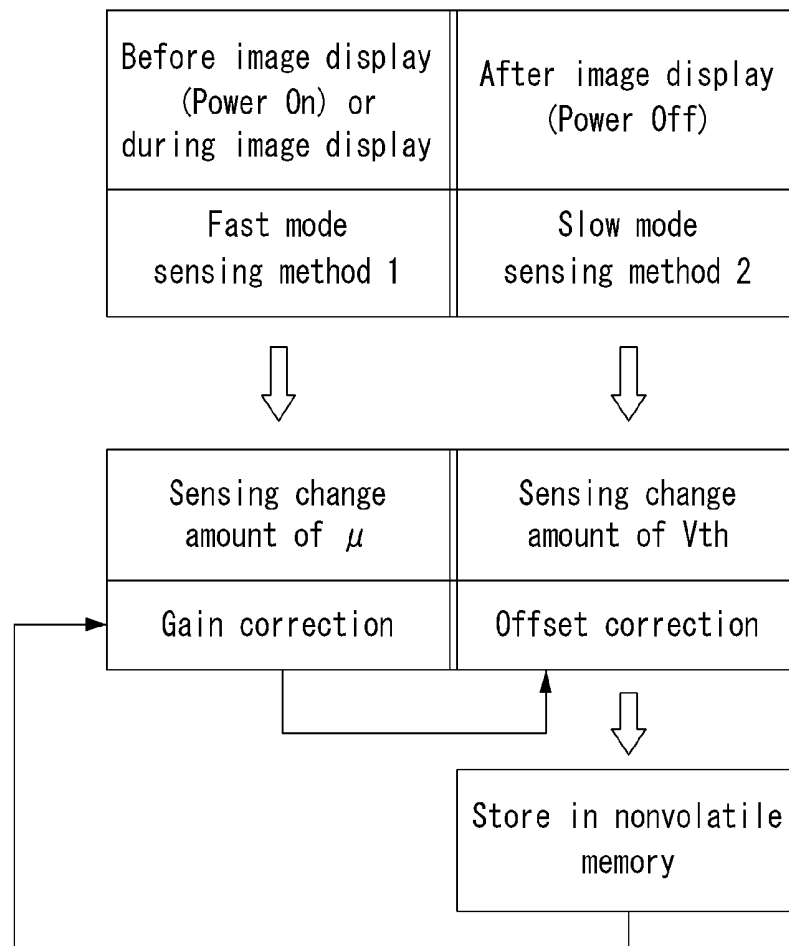 Before image display
(Power On) or
during image display
After image display
(Power Off)
Fast mode
sensing method 1
Slow mode
sensing method 2
Sensing change
amount of μ
Sensing change
amount of Vth
Gain correction
Offset correction
Store in nonvolatile
memory